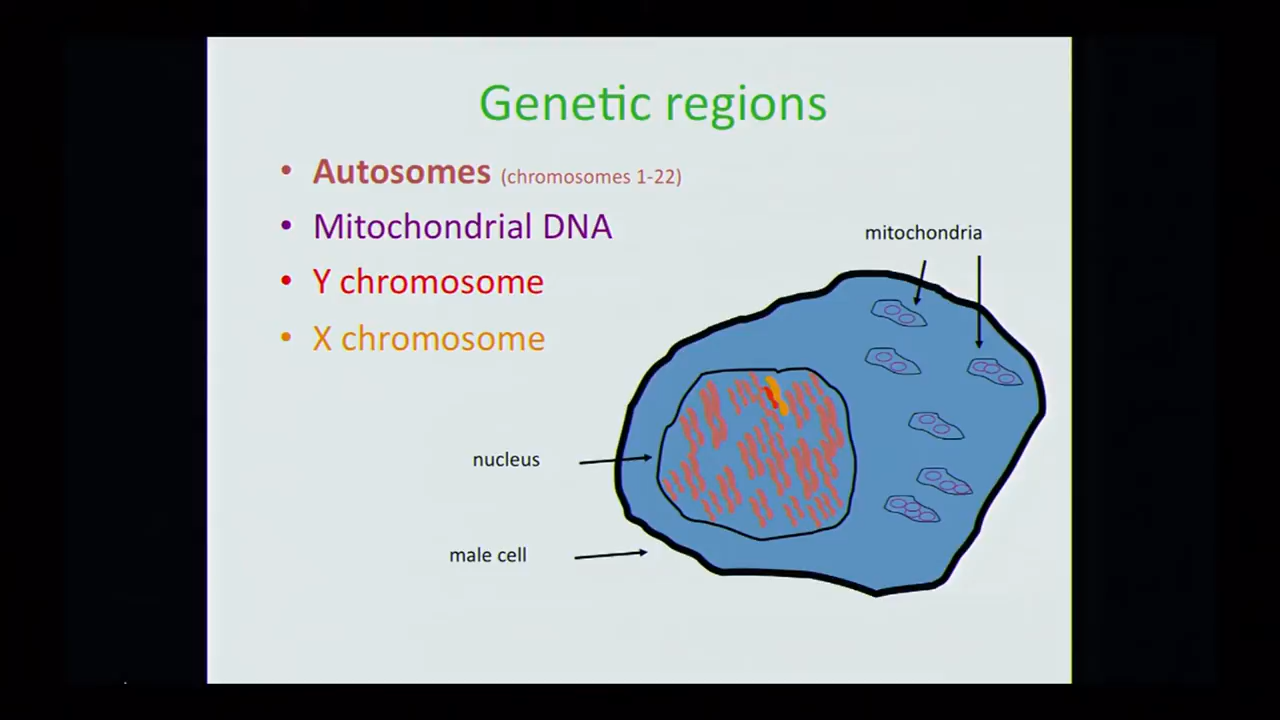 Genetic regions
• Autosomes (chromosomes 1-22)
• Mitochondrial DNA
• Y chromosome
• X chromosome
mitochondria
nucleus
male cell